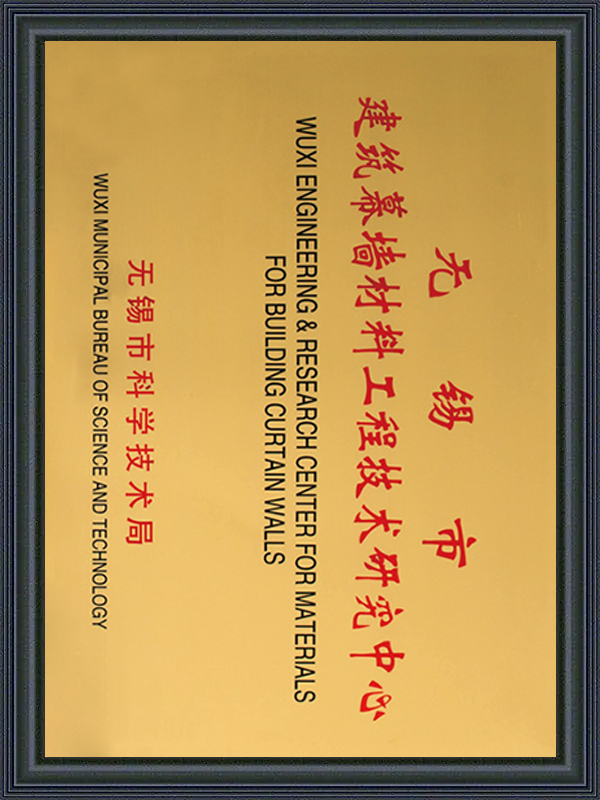 无锡市
建筑幕墙材料工程技术研究中心
WUXI ENGINEERING & RESEARCH CENTER FOR MATERIALS
FOR BUILDING CURTAIN WALLS
无锡市科学技术局
WUXI MUNICIPAL BUREAU OF SCIENCE AND TECHNOLOGY